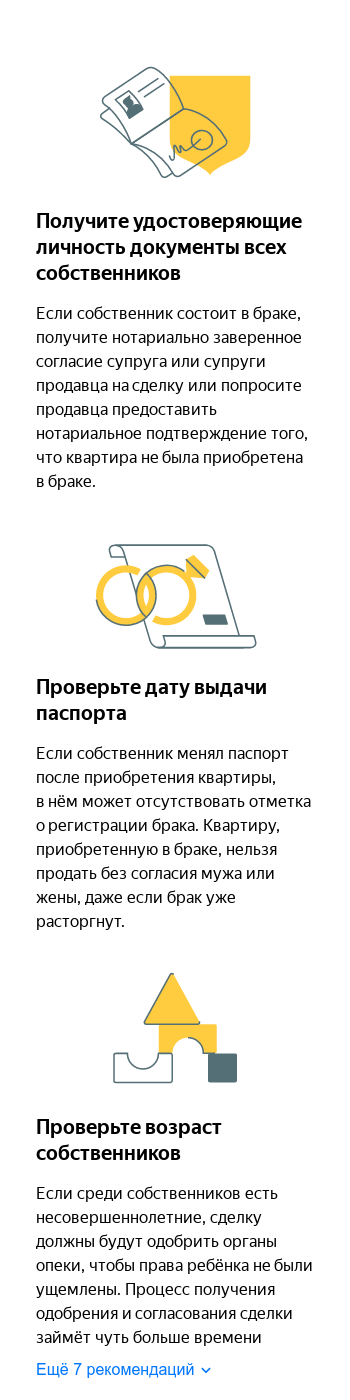 Получите удостоверяющие
личность документы всех
собственников
Если собственник состоит в браке,
получите нотариально заверенное
согласие супруга или супруги
продавца на сделку или попросите
продавца предоставить
нотариальное подтверждение того,
что квартира не была приобретена
в браке.
Проверьте дату выдачи
паспорта
Если собственник менял паспорт
после приобретения квартиры,
в нём может отсутствовать отметка
о регистрации брака. Квартиру,
приобретенную в браке, нельзя
продать без согласия мужа или
жены, даже если брак уже
расторгнут.
Проверьте возраст
собственников
Если среди собственников есть
несовершеннолетние, сделку
должны будут одобрить органы
опеки, чтобы права ребёнка не были
ущемлены. Процесс получения
одобрения и согласования сделки
займёт чуть больше времени
Ещё 7 рекомендаций